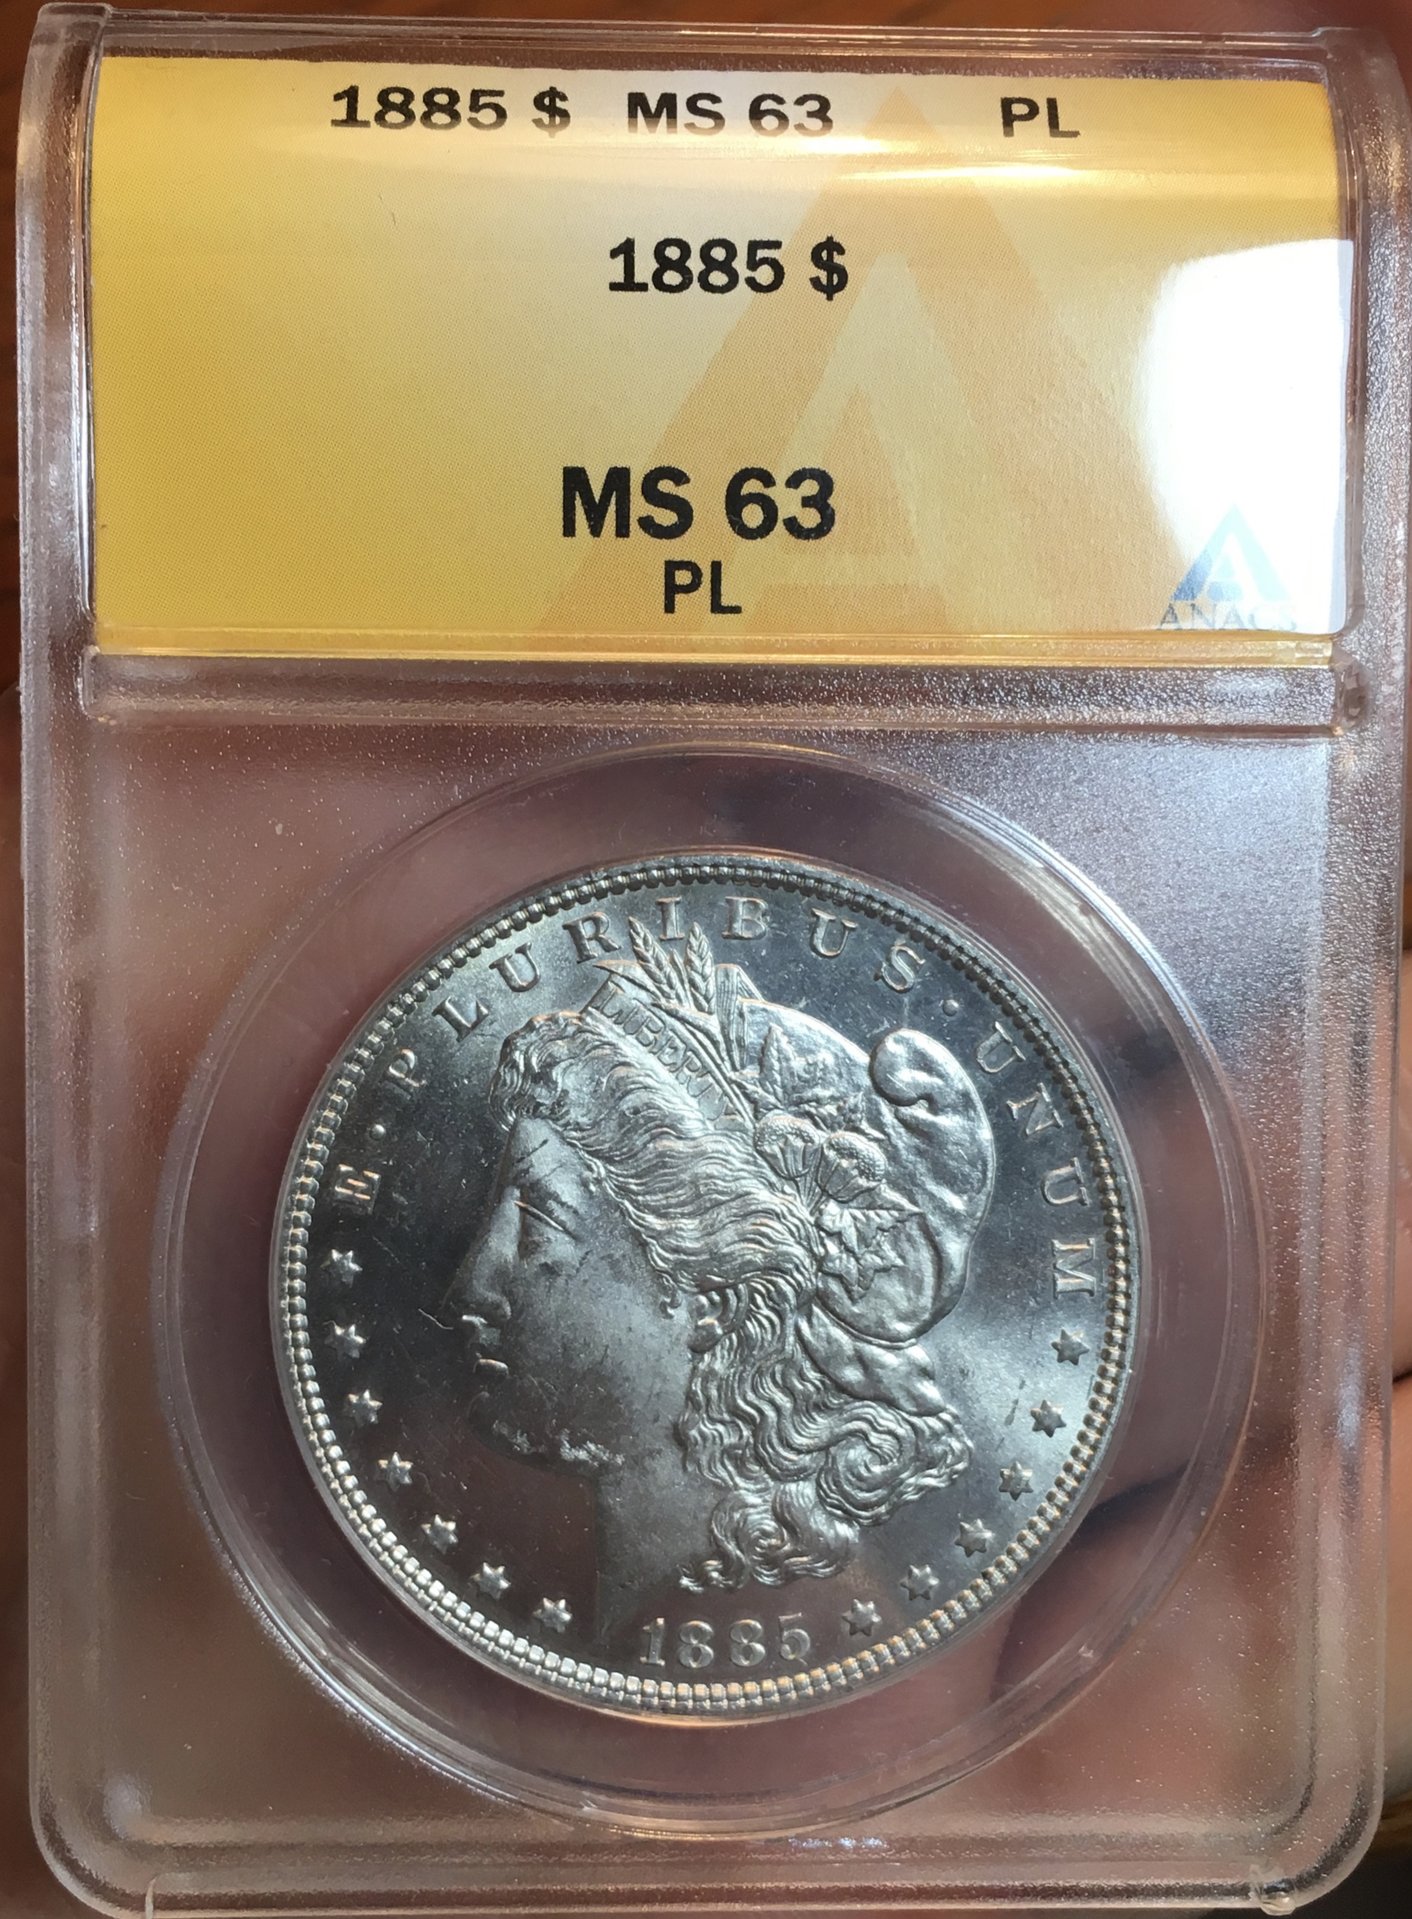 1885 $ MS 63 PL
1885 $
MS 63
PL
ANACS
E · PLURIBUS · UNUM
LIBERTY
1885